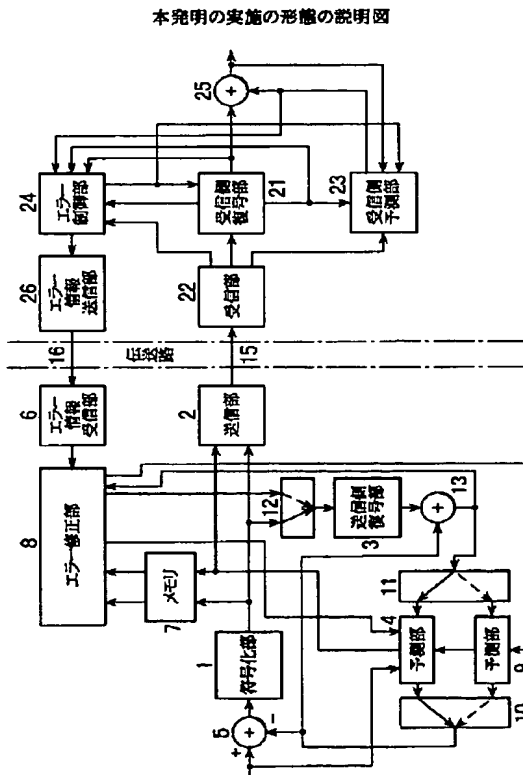 本発明の実施の形態の説明図
24
エラー
制御部
26
エラー
情報
送信部
16
6
エラー
情報
受信部
8
エラー修正部
25
+
21
受信側
復号部
22
受信部
23
受信側
予測部
伝送路
15
2
送信部
7
メモリ
12
3
送信側
復号部
13
+
1
符号化部
5
+
+
-
11
4
予測部
9
予測部
10